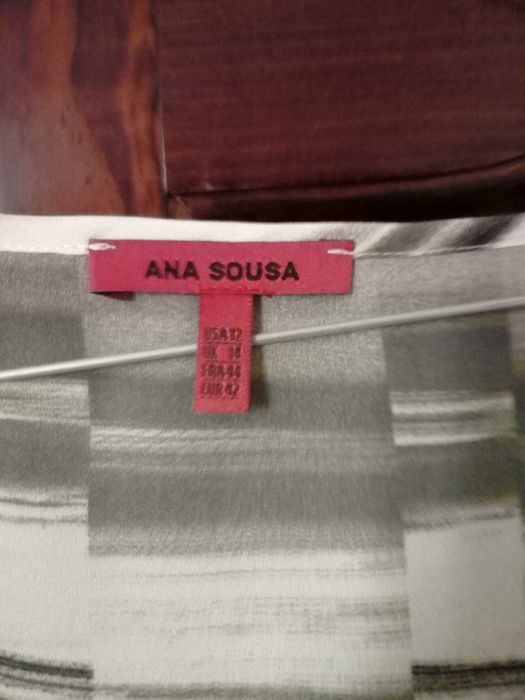 ANA SOUSA
USA 12
UK 14
FRA 44
EUR 42